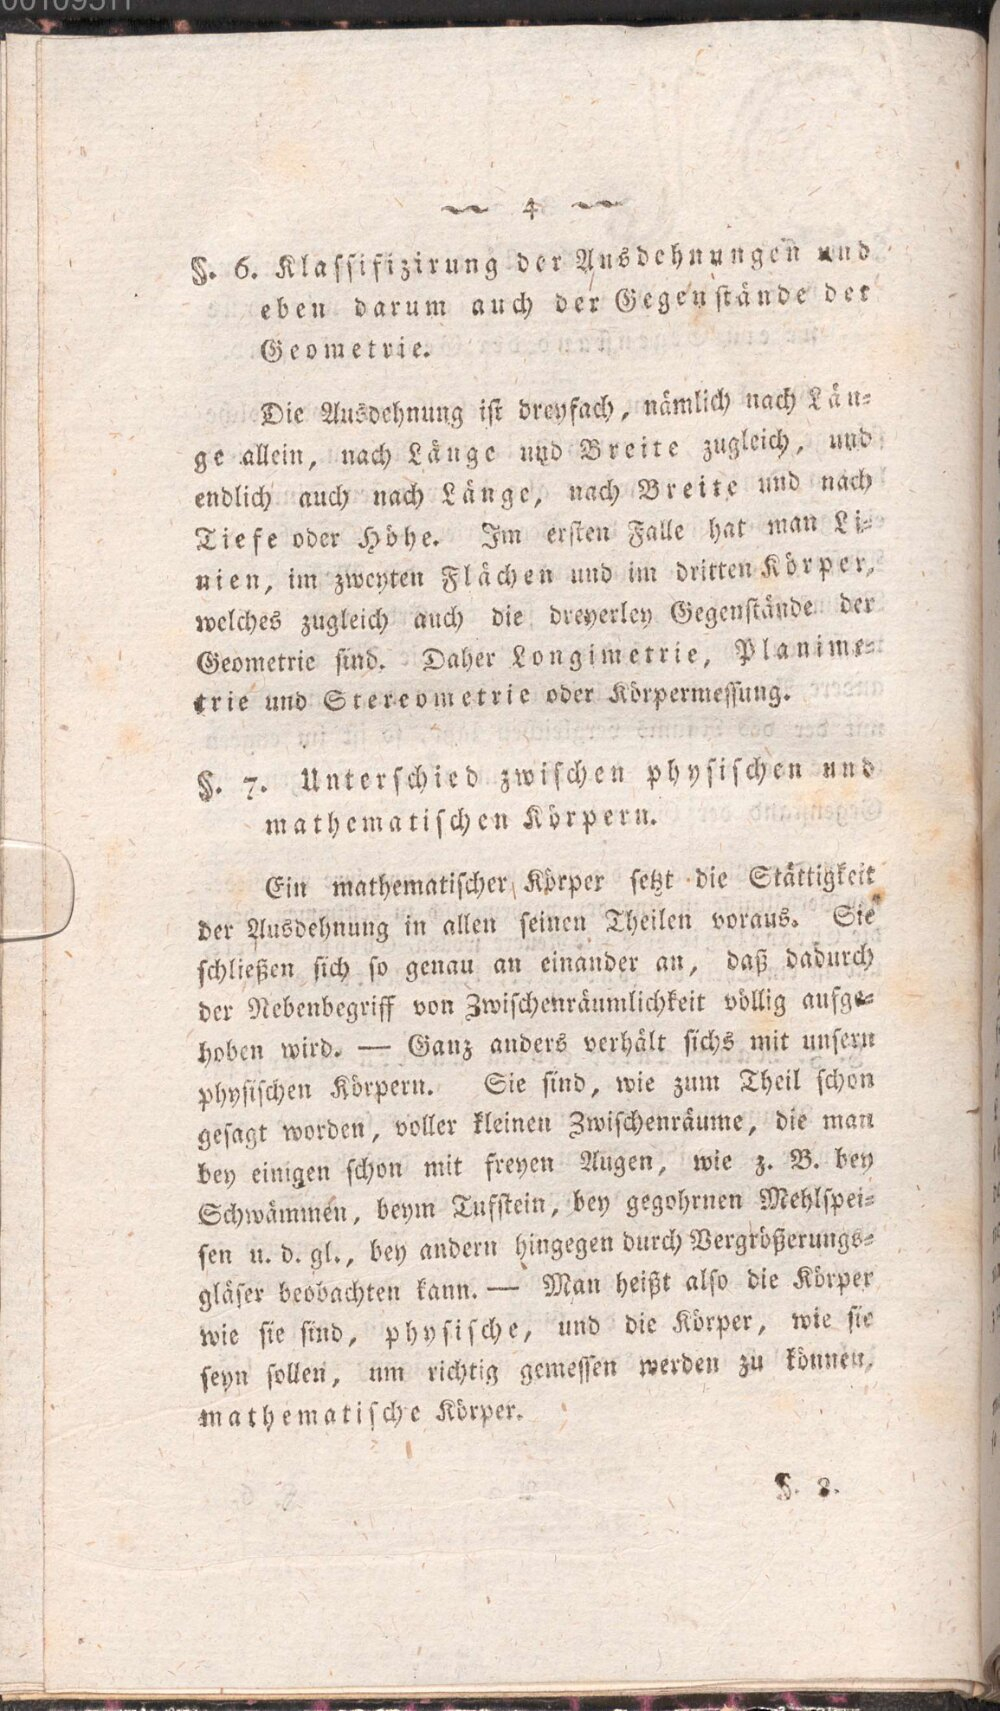 ~~ 4 ~~
§. 6. Klassifizirung der Ausdehnungen und
eben darum auch der Gegenstände der
Geometrie.
Die Ausdehnung ist dreyfach, nämlich nach Län-
ge allein, nach Länge und Breite zugleich, und
endlich auch nach Länge, nach Breite und nach
Tiefe oder Höhe. Im ersten Falle hat man Li-
nien, im zweyten Flächen und im dritten Körper,
welches zugleich auch die dreyerley Gegenstände der
Geometrie sind. Daher Longimetrie, Planime-
trie und Stereometrie oder Körpermessung.
§. 7. Unterschied zwischen physischen und
mathematischen Körpern.
Ein mathematischer Körper setzt die Stättigkeit
der Ausdehnung in allen seinen Theilen voraus. Sie
schließen sich so genau an einander an, daß dadurch
der Nebenbegriff von Zwischenräumlichkeit völlig aufge-
hoben wird. — Ganz anders verhält sichs mit unsern
physischen Körpern. Sie sind, wie zum Theil schon
gesagt worden, voller kleinen Zwischenräume, die man
bey einigen schon mit freyen Augen, wie z. B. bey
Schwämmen, beym Tufstein, bey gegohrnen Mehlspei-
sen u. d. gl., bey andern hingegen durch Vergrößerungs-
gläser beobachten kann. — Man heißt also die Körper
wie sie sind, physische, und die Körper, wie sie
seyn sollen, um richtig gemessen werden zu können,
mathematische Körper.
§. 8.